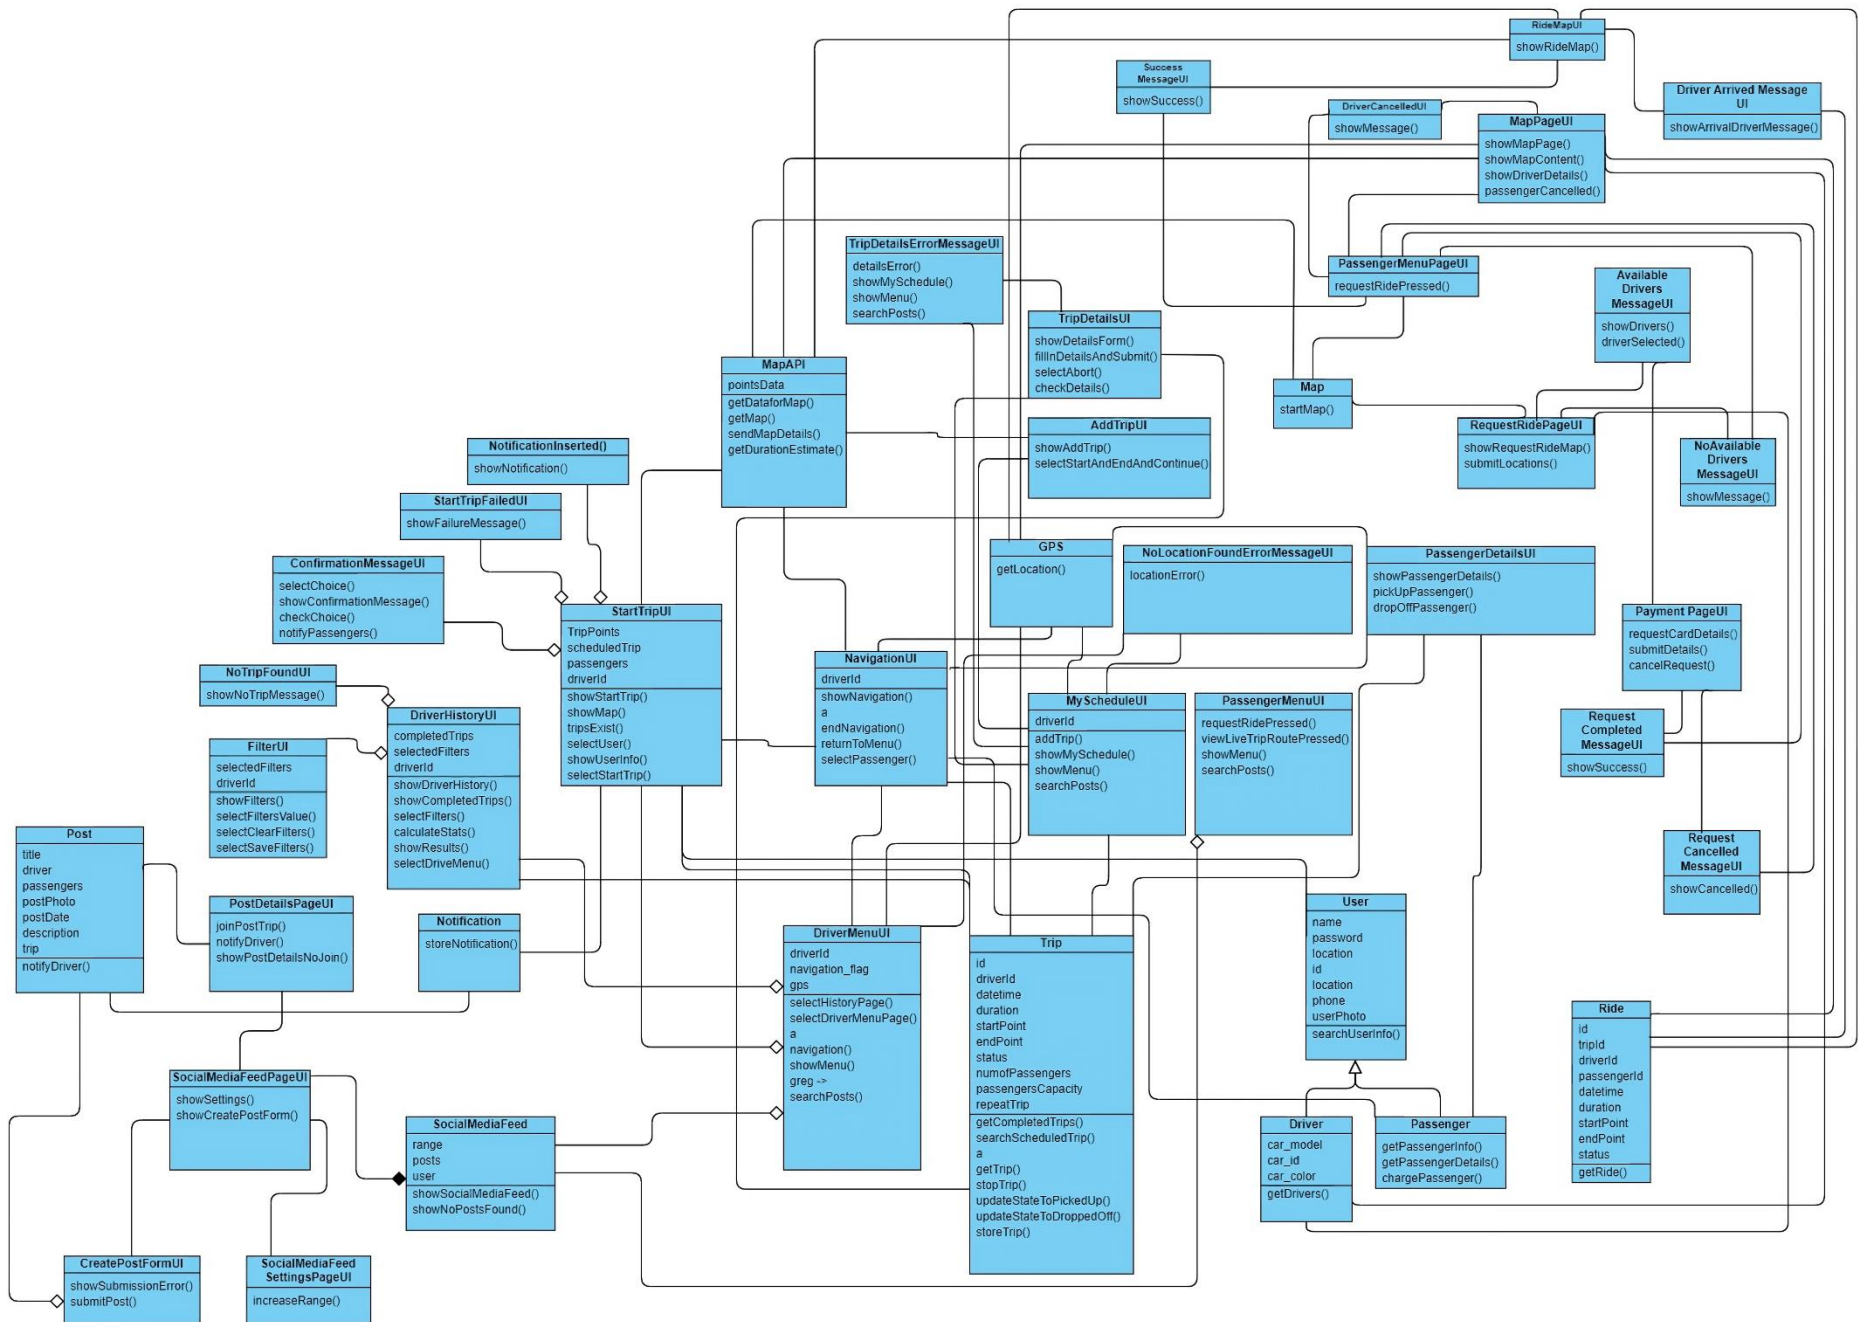 RideMapUI
showRideMap()
Success
MessageUI
showSuccess()
Driver Arrived Message
UI
showArrivalDriverMessage()
DriverCancelledUI
showMessage()
MapPageUI
showMapPage()
showMapContent()
showDriverDetails()
passengerCancelled()
TripDetailsErrorMessageUI
detailsError()
showMySchedule()
showMenu()
searchPosts()
PassengerMenuPageUI
requestRidePressed()
Available
Drivers
MessageUI
showDrivers()
driverSelected()
TripDetailsUI
showDetailsForm()
fillInDetailsAndSubmit()
selectAbort()
checkDetails()
MapAPI
pointsData
getDataforMap()
getMap()
sendMapDetails()
getDurationEstimate()
Map
startMap()
AddTripUI
showAddTrip()
selectStartAndEndAndContinue()
RequestRidePageUI
showRequestRideMap()
submitLocations()
NoAvailable
Drivers
MessageUI
showMessage()
NotificationInserted()
showNotification()
StartTripFailedUI
showFailureMessage()
ConfirmationMessageUI
selectChoice()
showConfirmationMessage()
checkChoice()
notifyPassengers()
GPS
getLocation()
NoLocationFoundErrorMessageUI
locationError()
PassengerDetailsUI
showPassengerDetails()
pickUpPassenger()
dropOffPassenger()
StartTripUI
TripPoints
scheduledTrip
passengers
driverId
showStartTrip()
showMap()
tripsExist()
selectUser()
showUserInfo()
selectStartTrip()
Payment PageUI
requestCardDetails()
submitDetails()
cancelRequest()
NavigationUI
driverId
showNavigation()
a
endNavigation()
returnToMenu()
selectPassenger()
NoTripFoundUI
showNoTripMessage()
MyScheduleUI
driverId
addTrip()
showMySchedule()
showMenu()
searchPosts()
PassengerMenuUI
requestRidePressed()
viewLiveTripRoutePressed()
showMenu()
searchPosts()
DriverHistoryUI
completedTrips
selectedFilters
driverId
showDriverHistory()
showCompletedTrips()
selectFilters()
calculateStats()
showResults()
selectDriveMenu()
Request
Completed
MessageUI
showSuccess()
FilterUI
selectedFilters
driverId
showFilters()
selectFiltersValue()
selectClearFilters()
selectSaveFilters()
Post
title
driver
passengers
postPhoto
postDate
description
trip
notifyDriver()
Request
Cancelled
MessageUI
showCancelled()
PostDetailsPageUI
joinPostTrip()
notifyDriver()
showPostDetailsNoJoin()
User
name
password
location
id
location
phone
userPhoto
searchUserInfo()
Notification
storeNotification()
DriverMenuUI
driverId
navigation_flag
gps
selectHistoryPage()
selectDriverMenuPage()
a
navigation()
showMenu()
greg ->
searchPosts()
Trip
id
driverId
datetime
duration
startPoint
endPoint
status
numofPassengers
passengersCapacity
repeatTrip
getCompletedTrips()
searchScheduledTrip()
a
getTrip()
stopTrip()
updateStateToPickedUp()
updateStateToDroppedOff()
storeTrip()
Ride
id
tripId
driverId
passengerId
datetime
duration
startPoint
endPoint
status
getRide()
SocialMediaFeedPageUI
showSettings()
showCreatePostForm()
SocialMediaFeed
range
posts
user
showSocialMediaFeed()
showNoPostsFound()
Driver
car_model
car_id
car_color
getDrivers()
Passenger
getPassengerInfo()
getPassengerDetails()
chargePassenger()
CreatePostFormUI
showSubmissionError()
submitPost()
SocialMediaFeed
SettingsPageUI
increaseRange()